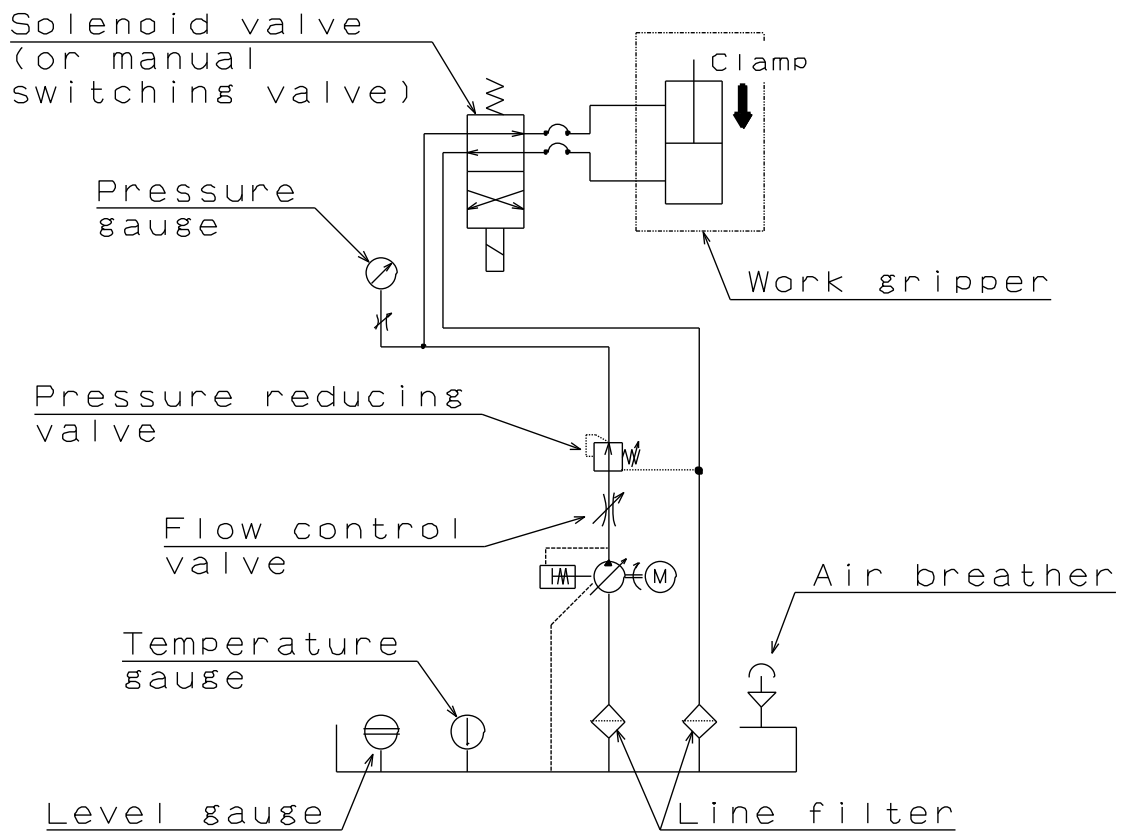 Solenoid valve
(or manual
switching valve)
Clamp
Pressure
gauge
Work gripper
Pressure reducing
valve
Flow control
valve
M
Air breather
Temperature
gauge
Level gauge
Line filter